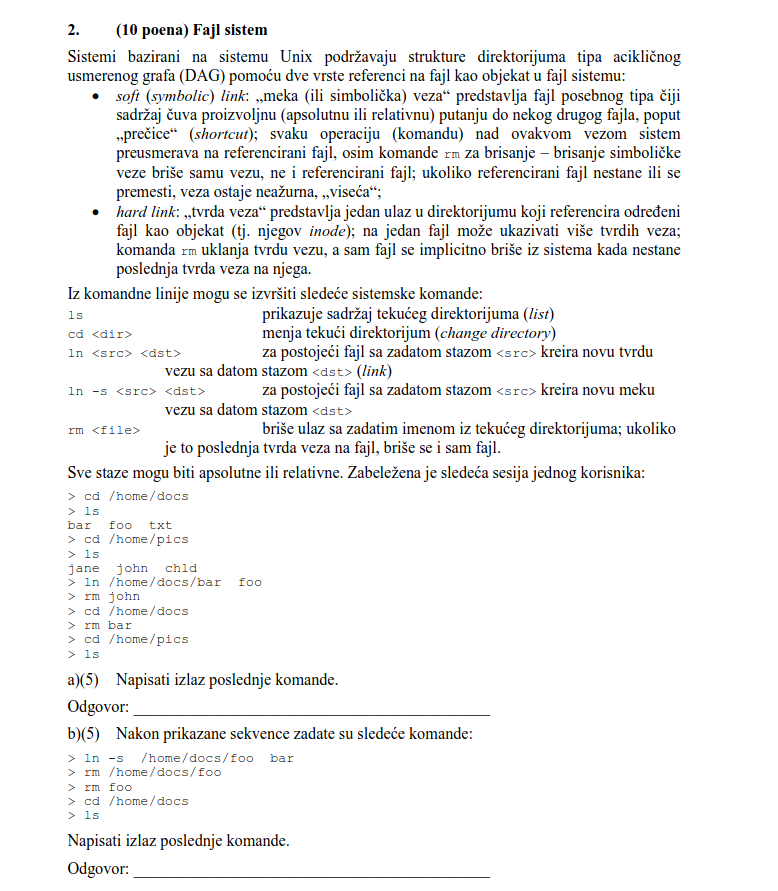 2. (10 poena) Fajl sistem
Sistemi bazirani na sistemu Unix podržavaju strukture direktorijuma tipa acikličnog
usmerenog grafa (DAG) pomoću dve vrste referenci na fajl kao objekat u fajl sistemu:
• soft (symbolic) link: „meka (ili simbolička) veza“ predstavlja fajl posebnog tipa čiji
sadržaj čuva proizvoljnu (apsolutnu ili relativnu) putanju do nekog drugog fajla, poput
„prečice“ (shortcut); svaku operaciju (komandu) nad ovakvom vezom sistem
preusmerava na referencirani fajl, osim komande rm za brisanje – brisanje simboličke
veze briše samu vezu, ne i referencirani fajl; ukoliko referencirani fajl nestane ili se
premesti, veza ostaje neažurna, „viseća“;
• hard link: „tvrda veza“ predstavlja jedan ulaz u direktorijumu koji referencira određeni
fajl kao objekat (tj. njegov inode); na jedan fajl može ukazivati više tvrdih veza;
komanda rm uklanja tvrdu vezu, a sam fajl se implicitno briše iz sistema kada nestane
poslednja tvrda veza na njega.
Iz komandne linije mogu se izvršiti sledeće sistemske komande:
ls prikazuje sadržaj tekućeg direktorijuma (list)
cd <dir> menja tekući direktorijum (change directory)
ln <src> <dst> za postojeći fajl sa zadatom stazom <src> kreira novu tvrdu
vezu sa datom stazom <dst> (link)
ln -s <src> <dst> za postojeći fajl sa zadatom stazom <src> kreira novu meku
vezu sa datom stazom <dst>
rm <file> briše ulaz sa zadatim imenom iz tekućeg direktorijuma; ukoliko
je to poslednja tvrda veza na fajl, briše se i sam fajl.
Sve staze mogu biti apsolutne ili relativne. Zabeležena je sledeća sesija jednog korisnika:
> cd /home/docs
> ls
bar foo txt
> cd /home/pics
> ls
jane john chld
> ln /home/docs/bar foo
> rm john
> cd /home/docs
> rm bar
> cd /home/pics
> ls
a)(5) Napisati izlaz poslednje komande.
Odgovor: ___________________________________________
b)(5) Nakon prikazane sekvence zadate su sledeće komande:
> ln -s /home/docs/foo bar
> rm /home/docs/foo
> rm foo
> cd /home/docs
> ls
Napisati izlaz poslednje komande.
Odgovor: ___________________________________________